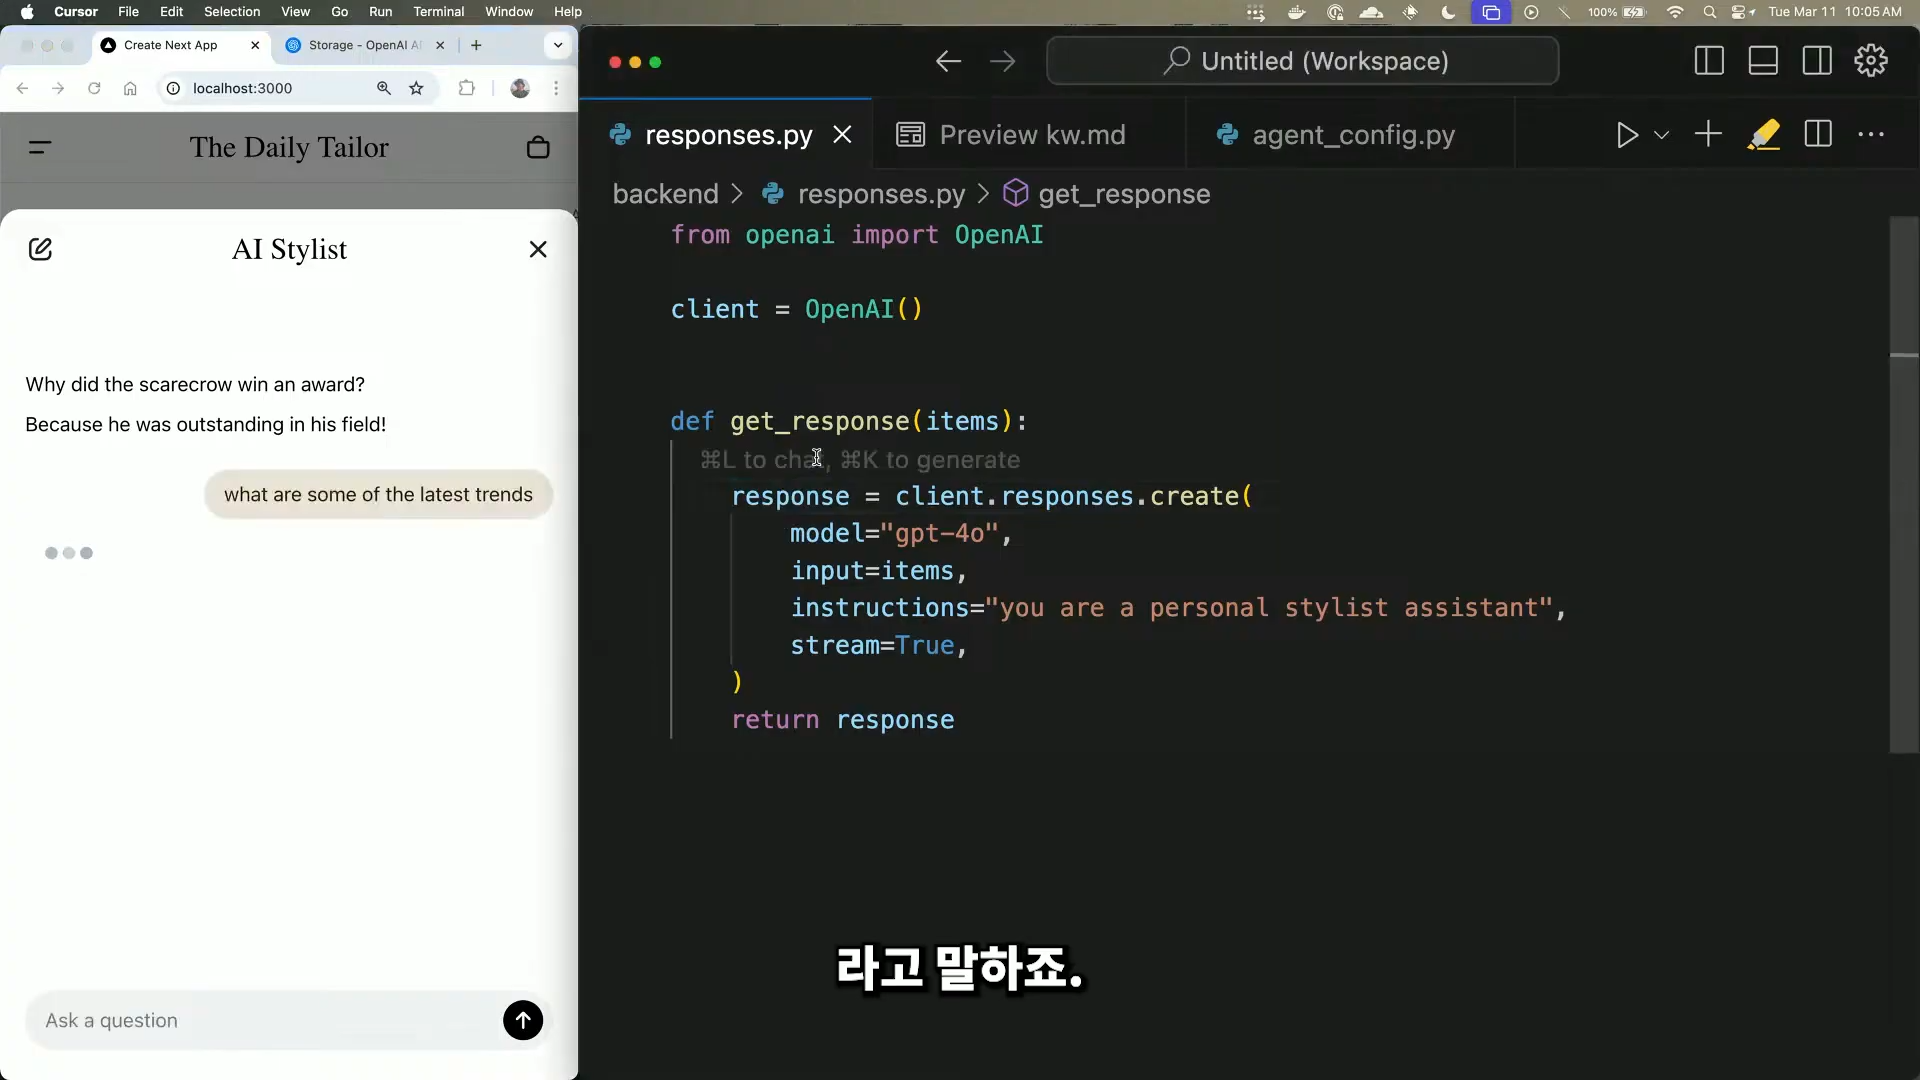 Cursor File Edit Selection View Go Run Terminal Window Help
100% Tue Mar 11 10:05 AM
Create Next App
Storage - OpenAI A
localhost:3000
The Daily Tailor
AI Stylist
Why did the scarecrow win an award?
Because he was outstanding in his field!
what are some of the latest trends
Ask a question
Untitled (Workspace)
responses.py
Preview kw.md
agent_config.py
backend > responses.py > get_response
from openai import OpenAI
client = OpenAI()
def get_response(items):
⌘L to chat, ⌘K to generate
response = client.responses.create(
model="gpt-4o",
input=items,
instructions="you are a personal stylist assistant",
stream=True,
)
return response
라고 말하죠.